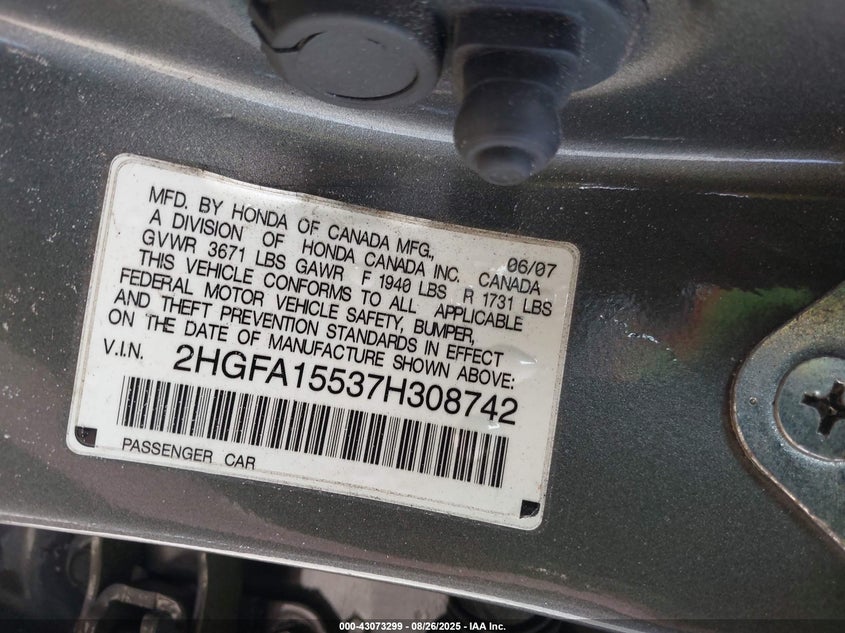 MFD. BY HONDA OF CANADA MFG.,
A DIVISION OF HONDA CANADA INC. CANADA 06/07
GVWR 3671 LBS GAWR F 1940 LBS R 1731 LBS
THIS VEHICLE CONFORMS TO ALL APPLICABLE
FEDERAL MOTOR VEHICLE SAFETY, BUMPER,
AND THEFT PREVENTION STANDARDS IN EFFECT
ON THE DATE OF MANUFACTURE SHOWN ABOVE:
V.I.N. 2HGFA15537H308742
PASSENGER CAR
000-43073299 - 08/26/2025 - IAA Inc.